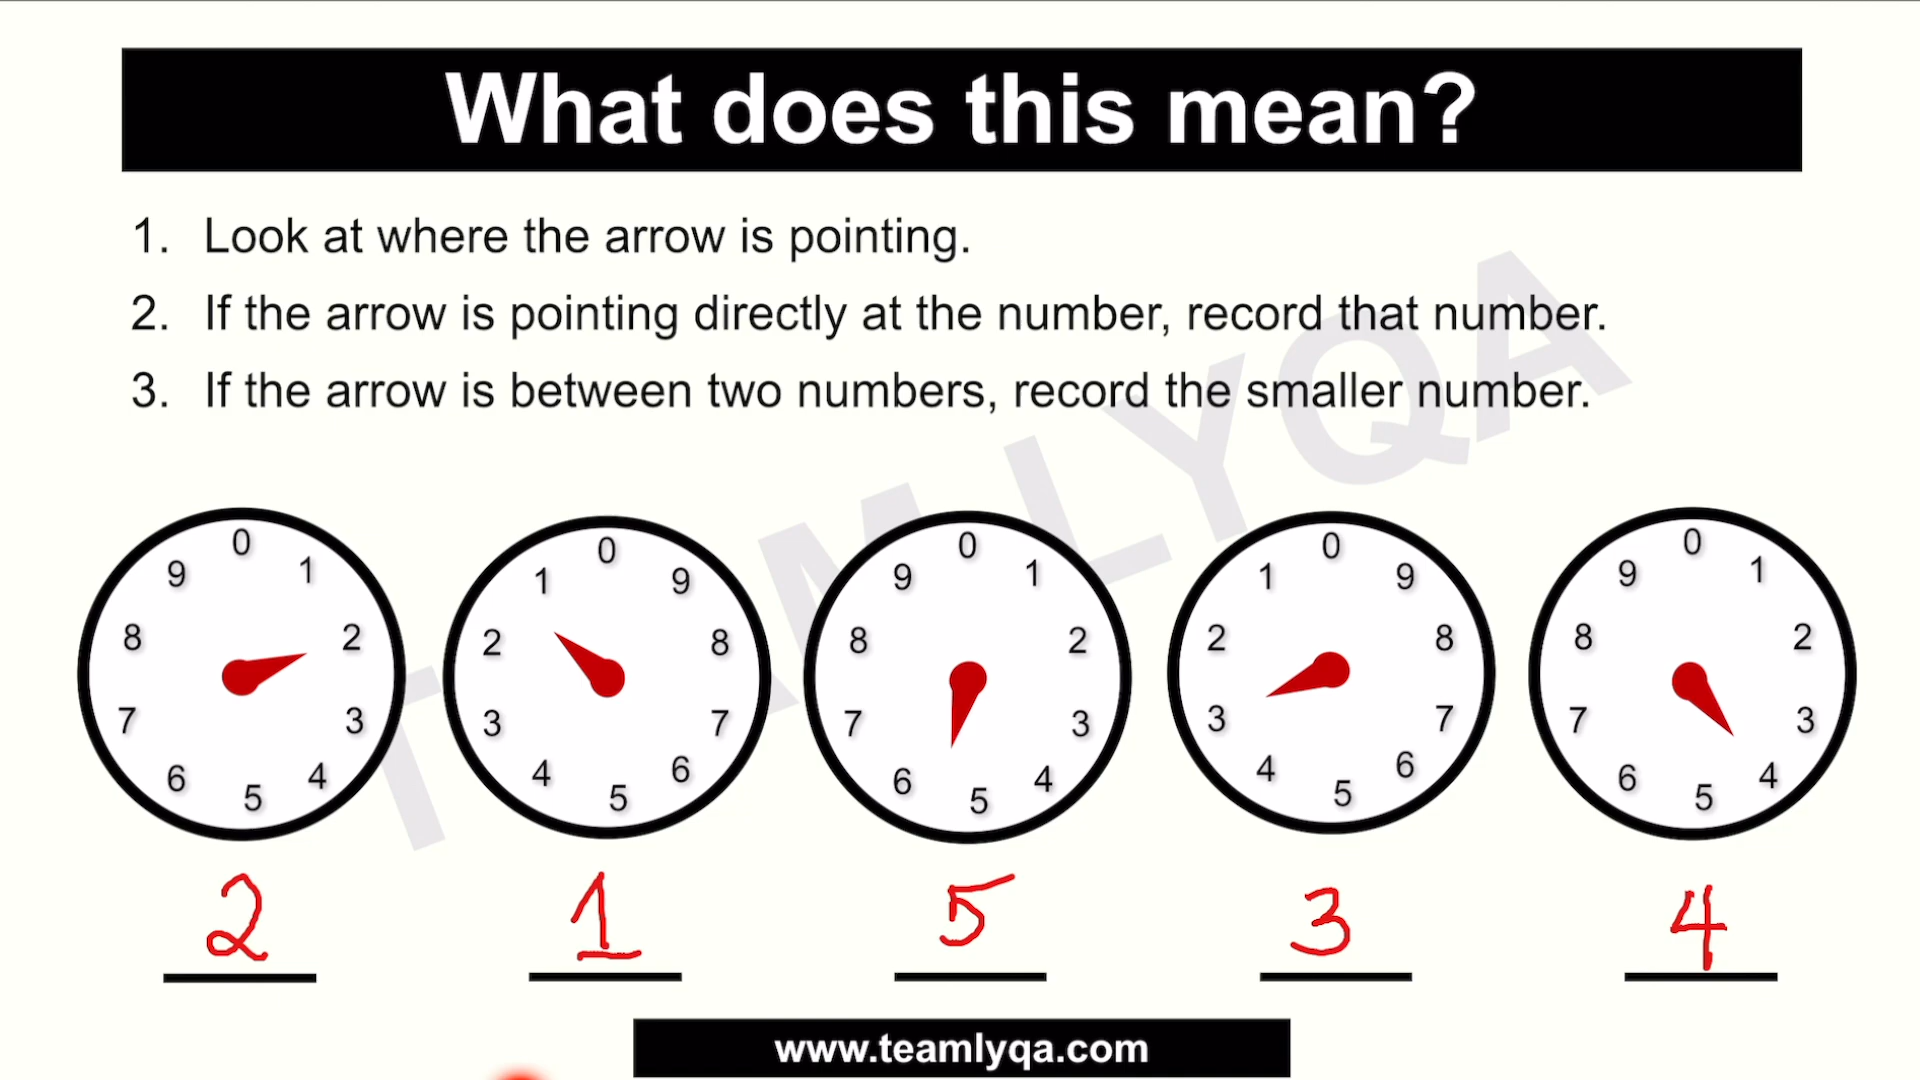 What does this mean?
1. Look at where the arrow is pointing.
2. If the arrow is pointing directly at the number, record that number.
3. If the arrow is between two numbers, record the smaller number.
TEAMLYQA
0 1 2 3 4 5 6 7 8 9
0 9 8 7 6 5 4 3 2 1
0 1 2 3 4 5 6 7 8 9
0 9 8 7 6 5 4 3 2 1
0 1 2 3 4 5 6 7 8 9
2 1 5 3 4
www.teamlyqa.com